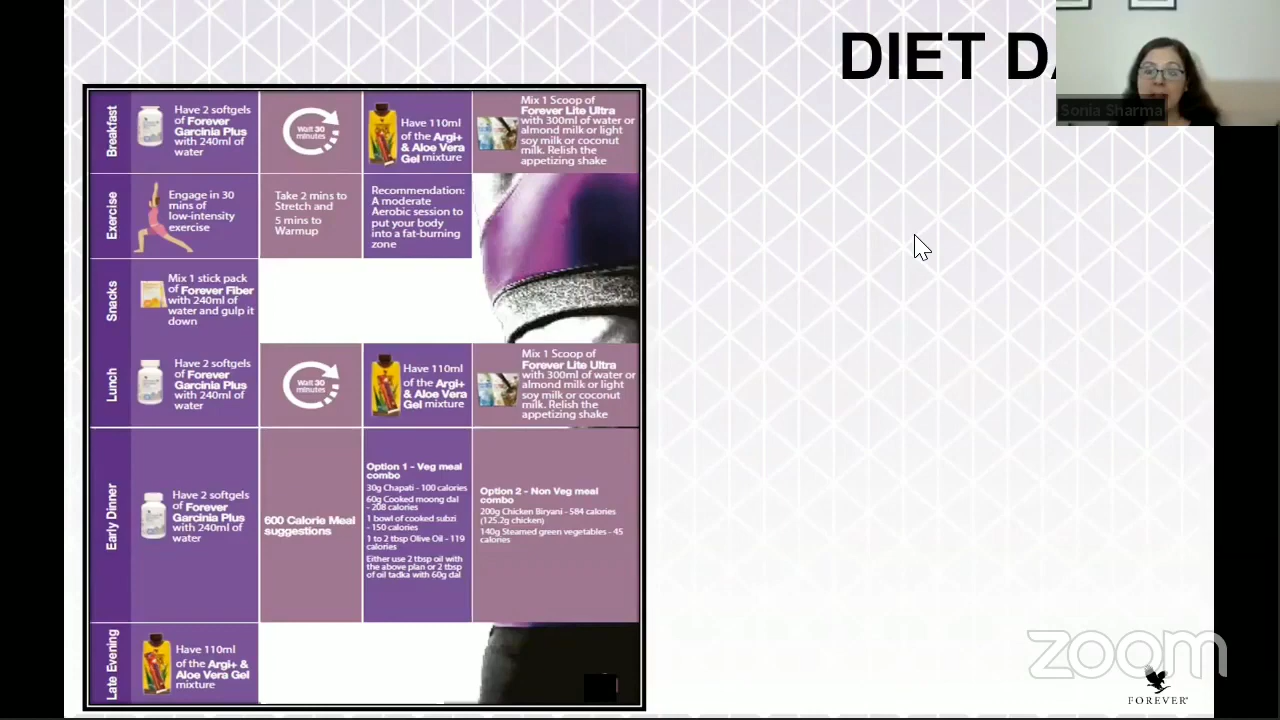 DIET
Sonia Sharma
Breakfast
Have 2 softgels
of Forever
Garcinia Plus
with 240ml of
water
Wait 30
minutes
Have 110ml
of the Argi+
& Aloe Vera
Gel mixture
Mix 1 Scoop of
Forever Lite Ultra
with 300ml of water or
almond milk or light
soy milk or coconut
milk. Relish the
appetizing shake
Exercise
Engage in 30
mins of
low-intensity
exercise
Take 2 mins to
Stretch and
5 mins to
Warmup
Recommendation:
A moderate
Aerobic session to
put your body
into a fat-burning
zone
Snacks
Mix 1 stick pack
of Forever Fiber
with 240ml of
water and gulp it
down
Lunch
Have 2 softgels
of Forever
Garcinia Plus
with 240ml of
water
Wait 30
minutes
Have 110ml
of the Argi+
& Aloe Vera
Gel mixture
Mix 1 Scoop of
Forever Lite Ultra
with 300ml of water or
almond milk or light
soy milk or coconut
milk. Relish the
appetizing shake
Early Dinner
Have 2 softgels
of Forever
Garcinia Plus
with 240ml of
water
600 Calorie Meal
suggestions
Option 1 - Veg meal
combo
30g Chapati - 100 calories
60g Cooked moong dal
- 208 calories
1 bowl of cooked subzi
- 150 calories
1 to 2 tbsp Olive Oil - 119
calories
Either use 2 tbsp oil with
the above plan or 2 tbsp
of oil tadka with 60g dal
Option 2 - Non Veg meal
combo
200g Chicken Biryani - 584 calories
(125.2g chicken)
140g Steamed green vegetables - 45
calories
Late Evening
Have 110ml
of the Argi+ &
Aloe Vera Gel
mixture
zoom
FOREVER